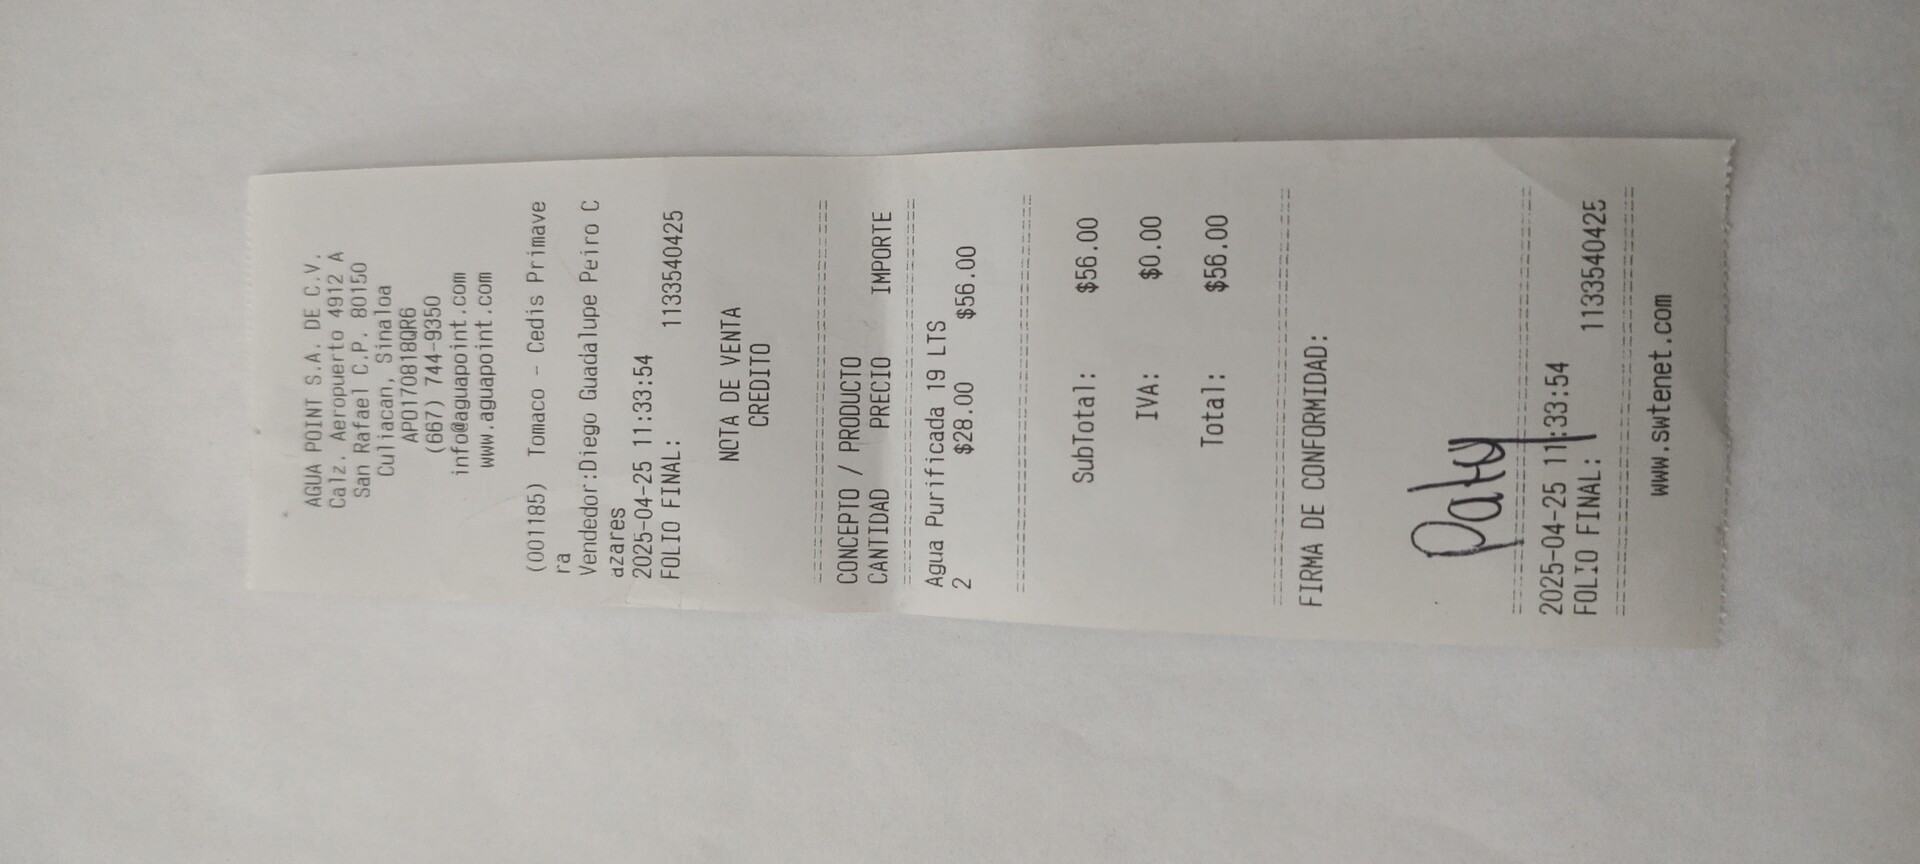 AGUA POINT S.A. DE C.V.
Calz. Aeropuerto 4912 A
San Rafael C.P. 80150
Culiacan, Sinaloa
APO170818QR6
(667) 744-9350
info@aguapoint.com
www.aguapoint.com
(001185) Tomaco - Cedis Primave
ra
Vendedor:Diego Guadalupe Peiro C
azares
2025-04-25 11:33:54
FOLIO FINAL: 1133540425
NOTA DE VENTA
CREDITO
================================
CONCEPTO / PRODUCTO
CANTIDAD PRECIO IMPORTE
================================
Agua Purificada 19 LTS
2 $28.00 $56.00
================================
SubTotal: $56.00
IVA: $0.00
Total: $56.00
================================
FIRMA DE CONFORMIDAD:
Paty
================================
2025-04-25 11:33:54
FOLIO FINAL: 1133540425
================================
www.swtenet.com